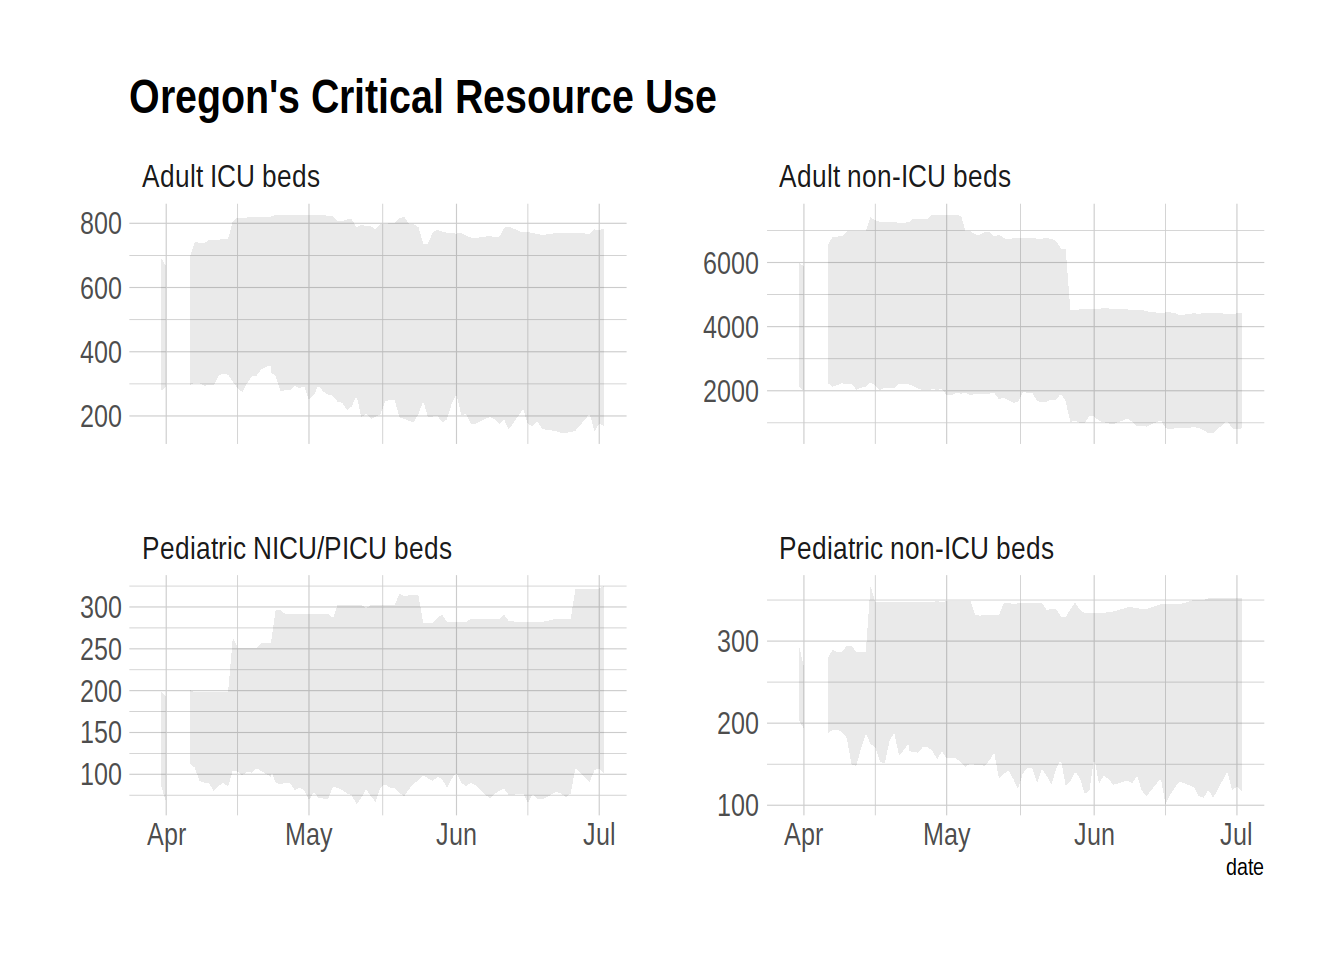 Oregon's Critical Resource Use
Adult ICU beds
Adult non-ICU beds
800
600
400
200
6000
4000
2000
Pediatric NICU/PICU beds
Pediatric non-ICU beds
300
250
200
150
100
300
200
100
Apr May Jun Jul
Apr May Jun Jul
date